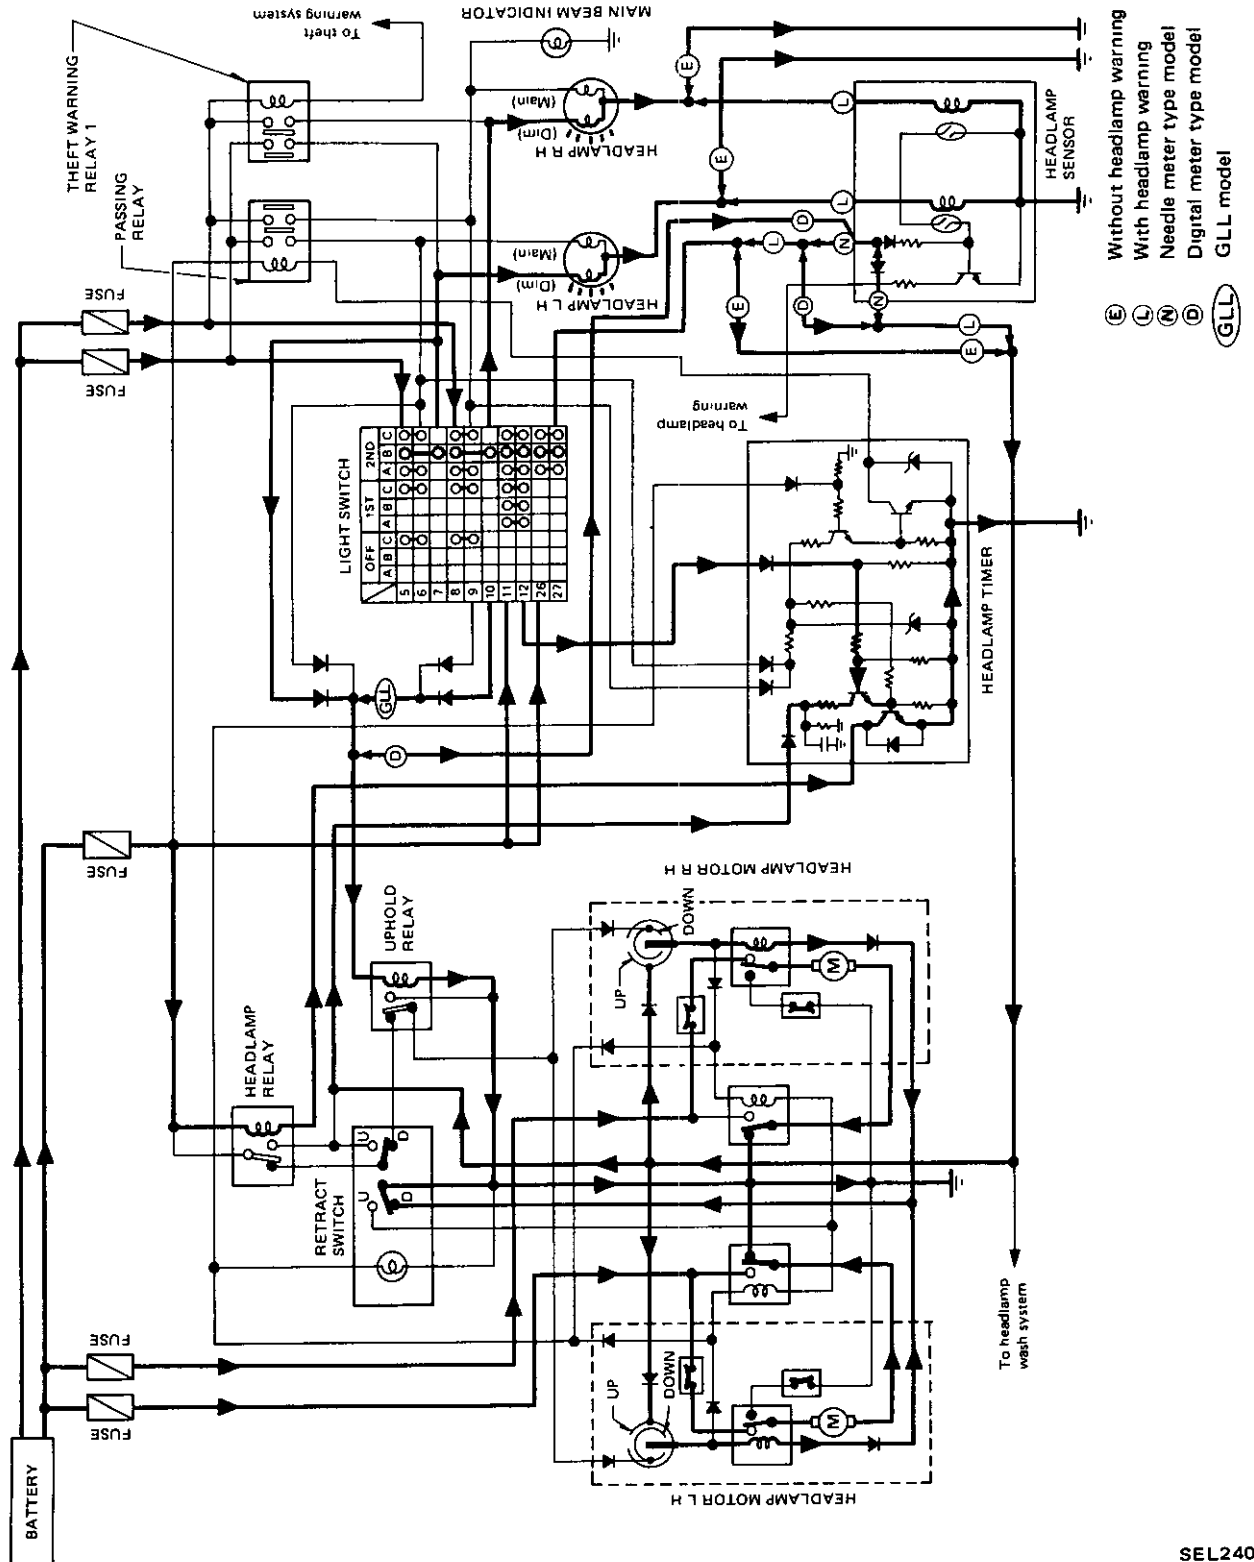 To theft
warning system
MAIN BEAM INDICATOR
THEFT WARNING
RELAY 1
PASSING
RELAY
FUSE
FUSE
(Main)
(Dim)
HEADLAMP R H
(Main)
(Dim)
HEADLAMP L H
E
E
L
L
D
L
N
E
D
N
L
E
HEADLAMP
SENSOR
E Without headlamp warning
L With headlamp warning
N Needle meter type model
D Digital meter type model
GLL GLL model
LIGHT SWITCH
OFF 1ST 2ND
A B C A B C A B C
5
6
7
8
9
10
11
12
26
27
To headlamp
warning
GLL
D
HEADLAMP TIMER
FUSE
UPHOLD
RELAY
HEADLAMP
RELAY
RETRACT
SWITCH
U
D
U
D
HEADLAMP MOTOR R H
UP
DOWN
M
FUSE
FUSE
UP
DOWN
M
HEADLAMP MOTOR L H
To headlamp
wash system
BATTERY
SEL240